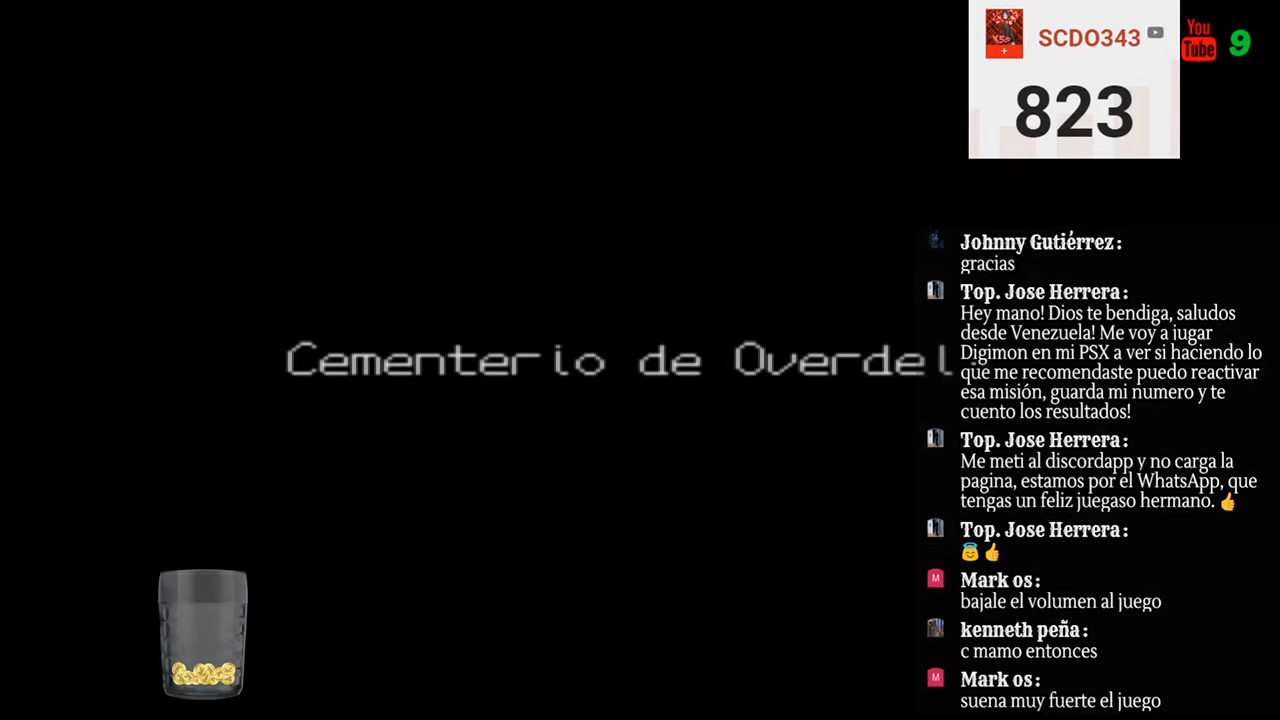 SCDO343
You
Tube
9
823
Johnny Gutiérrez:
gracias
Top. Jose Herrera:
Hey mano! Dios te bendiga, saludos
desde Venezuela! Me voy a jugar
Digimon en mi PSX a ver si haciendo lo
que me recomendaste puedo reactivar
esa misión, guarda mi numero y te
cuento los resultados!
Cementerio de Overdel
Top. Jose Herrera:
Me meti al discordapp y no carga la
pagina, estamos por el WhatsApp, que
tengas un feliz juegaso hermano. 👍
Top. Jose Herrera:
😇👍
M
Mark os:
bajale el volumen al juego
kenneth peña:
c mamo entonces
M
Mark os:
suena muy fuerte el juego